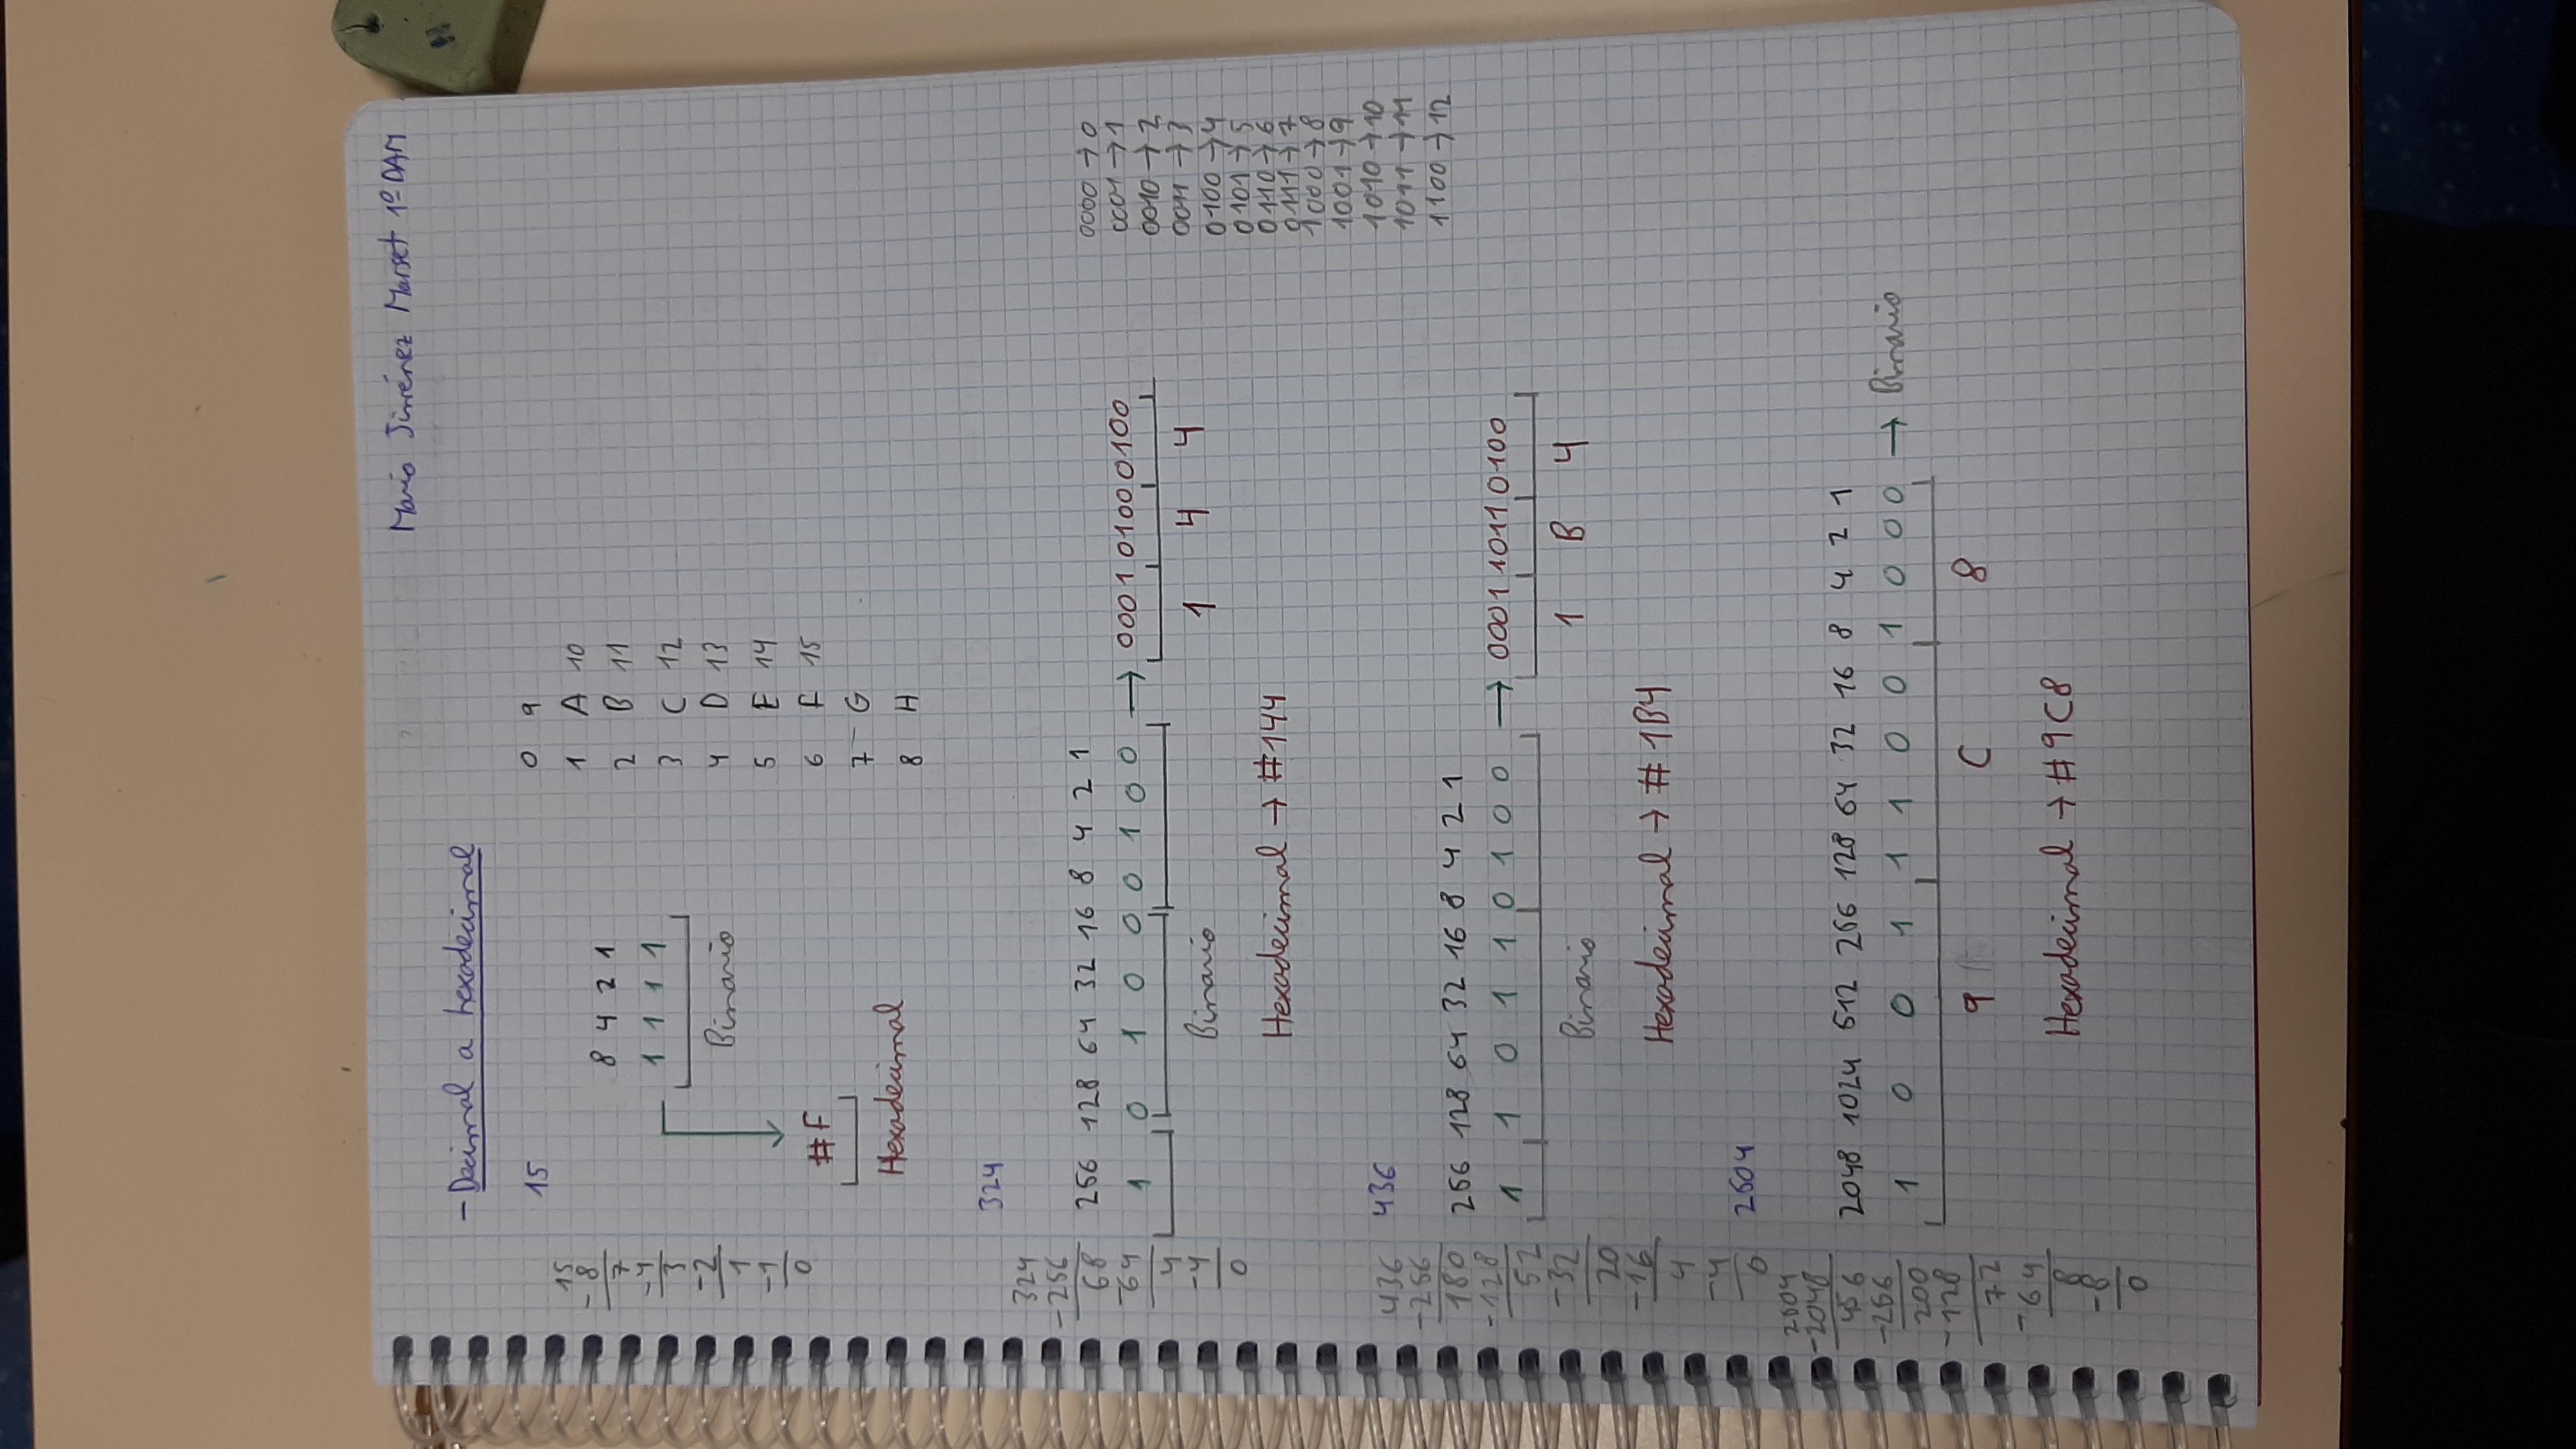 Mario Jiménez Marset 1º DAM
- Decimal a hexadecimal
15
15
-8
7
-4
3
-2
1
-1
0
8 4 2 1
1 1 1 1
Binario
#F
Hexadecimal
0 9
1 A 10
2 B 11
3 C 12
4 D 13
5 E 14
6 F 15
7 G
8 H
324
324
-256
68
-64
4
-4
0
256 128 64 32 16 8 4 2 1
1 0 1 0 0 0 1 0 0 → 0001 0100 0100
Binario
1 4 4
Hexadecimal → #144
0000 → 0
0001 → 1
0010 → 2
0011 → 3
0100 → 4
0101 → 5
0110 → 6
0111 → 7
1000 → 8
1001 → 9
1010 → 10
1011 → 11
1100 → 12
436
436
-256
180
-128
52
-32
20
-16
4
-4
0
256 128 64 32 16 8 4 2 1
1 1 0 1 1 0 1 0 0 → 0001 1011 0100
Binario
1 B 4
Hexadecimal → # 1B4
2504
2504
-2048
456
-256
200
-128
72
-64
8
-8
0
2048 1024 512 256 128 64 32 16 8 4 2 1
1 0 0 1 1 1 0 0 1 0 0 0 → Binario
9 C 8
Hexadecimal → #9C8